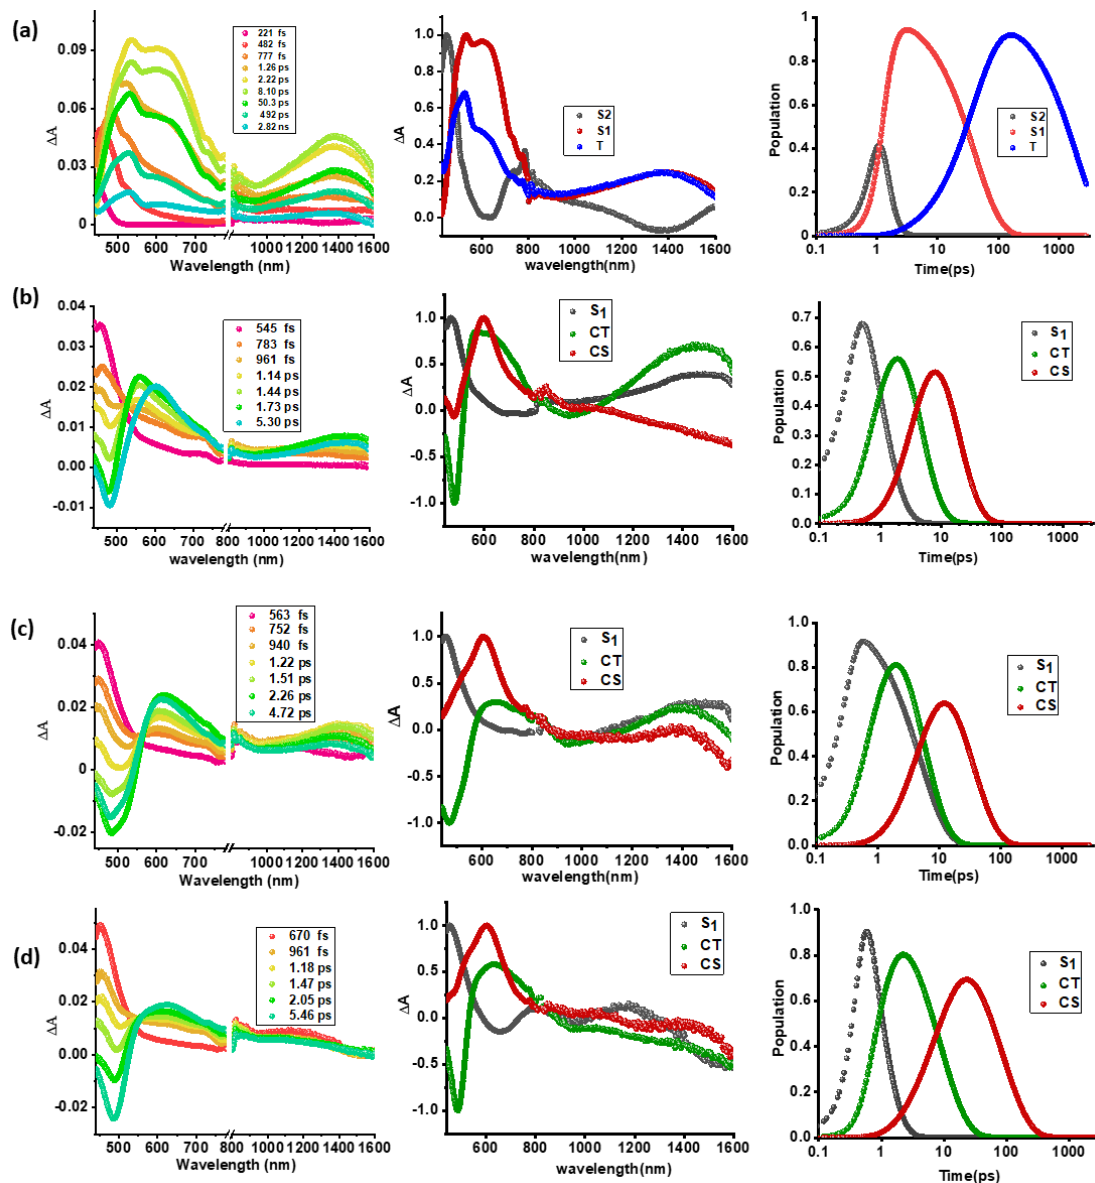 (a)
221 fs
482 fs
777 fs
1.26 ps
2.22 ps
8.10 ps
50.3 ps
492 ps
2.82 ns
0.09
0.06
0.03
0
ΔA
500 600 700 800 1000 1200 1400 1600
Wavelength (nm)
S2
S1
T
1.0
0.8
0.6
0.4
0.2
0.0
ΔA
600 800 1000 1200 1400 1600
wavelength(nm)
S2
S1
T
1
0.8
0.6
0.4
0.2
0
Population
0.1 1 10 100 1000
Time(ps)
(b)
545 fs
783 fs
961 fs
1.14 ps
1.44 ps
1.73 ps
5.30 ps
0.04
0.03
0.02
0.01
0.00
-0.01
ΔA
500 600 700 800 1000 1200 1400 1600
wavelength (nm)
S1
CT
CS
1.0
0.5
0.0
-0.5
-1.0
ΔA
600 800 1000 1200 1400 1600
wavelength(nm)
S1
CT
CS
0.7
0.6
0.5
0.4
0.3
0.2
0.1
0.0
Population
0.1 1 10 100 1000
Time(ps)
(c)
563 fs
752 fs
940 fs
1.22 ps
1.51 ps
2.26 ps
4.72 ps
0.04
0.02
0
-0.02
ΔA
500 600 700 800 1000 1200 1400 1600
Wavelength (nm)
S1
CT
CS
1.0
0.5
0.0
-0.5
-1.0
ΔA
600 800 1000 1200 1400 1600
wavelength(nm)
S1
CT
CS
1.0
0.8
0.6
0.4
0.2
0.0
Population
0.1 1 10 100 1000
Time(ps)
(d)
670 fs
961 fs
1.18 ps
1.47 ps
2.05 ps
5.46 ps
0.04
0.02
0.00
-0.02
ΔA
500 600 700 800 1000 1200 1400 1600
Wavelength (nm)
S1
CT
CS
1.0
0.5
0.0
-0.5
-1.0
ΔA
600 800 1000 1200 1400 1600
wavelength(nm)
S1
CT
CS
1.0
0.8
0.6
0.4
0.2
0.0
Population
0.1 1 10 100 1000
Time(ps)